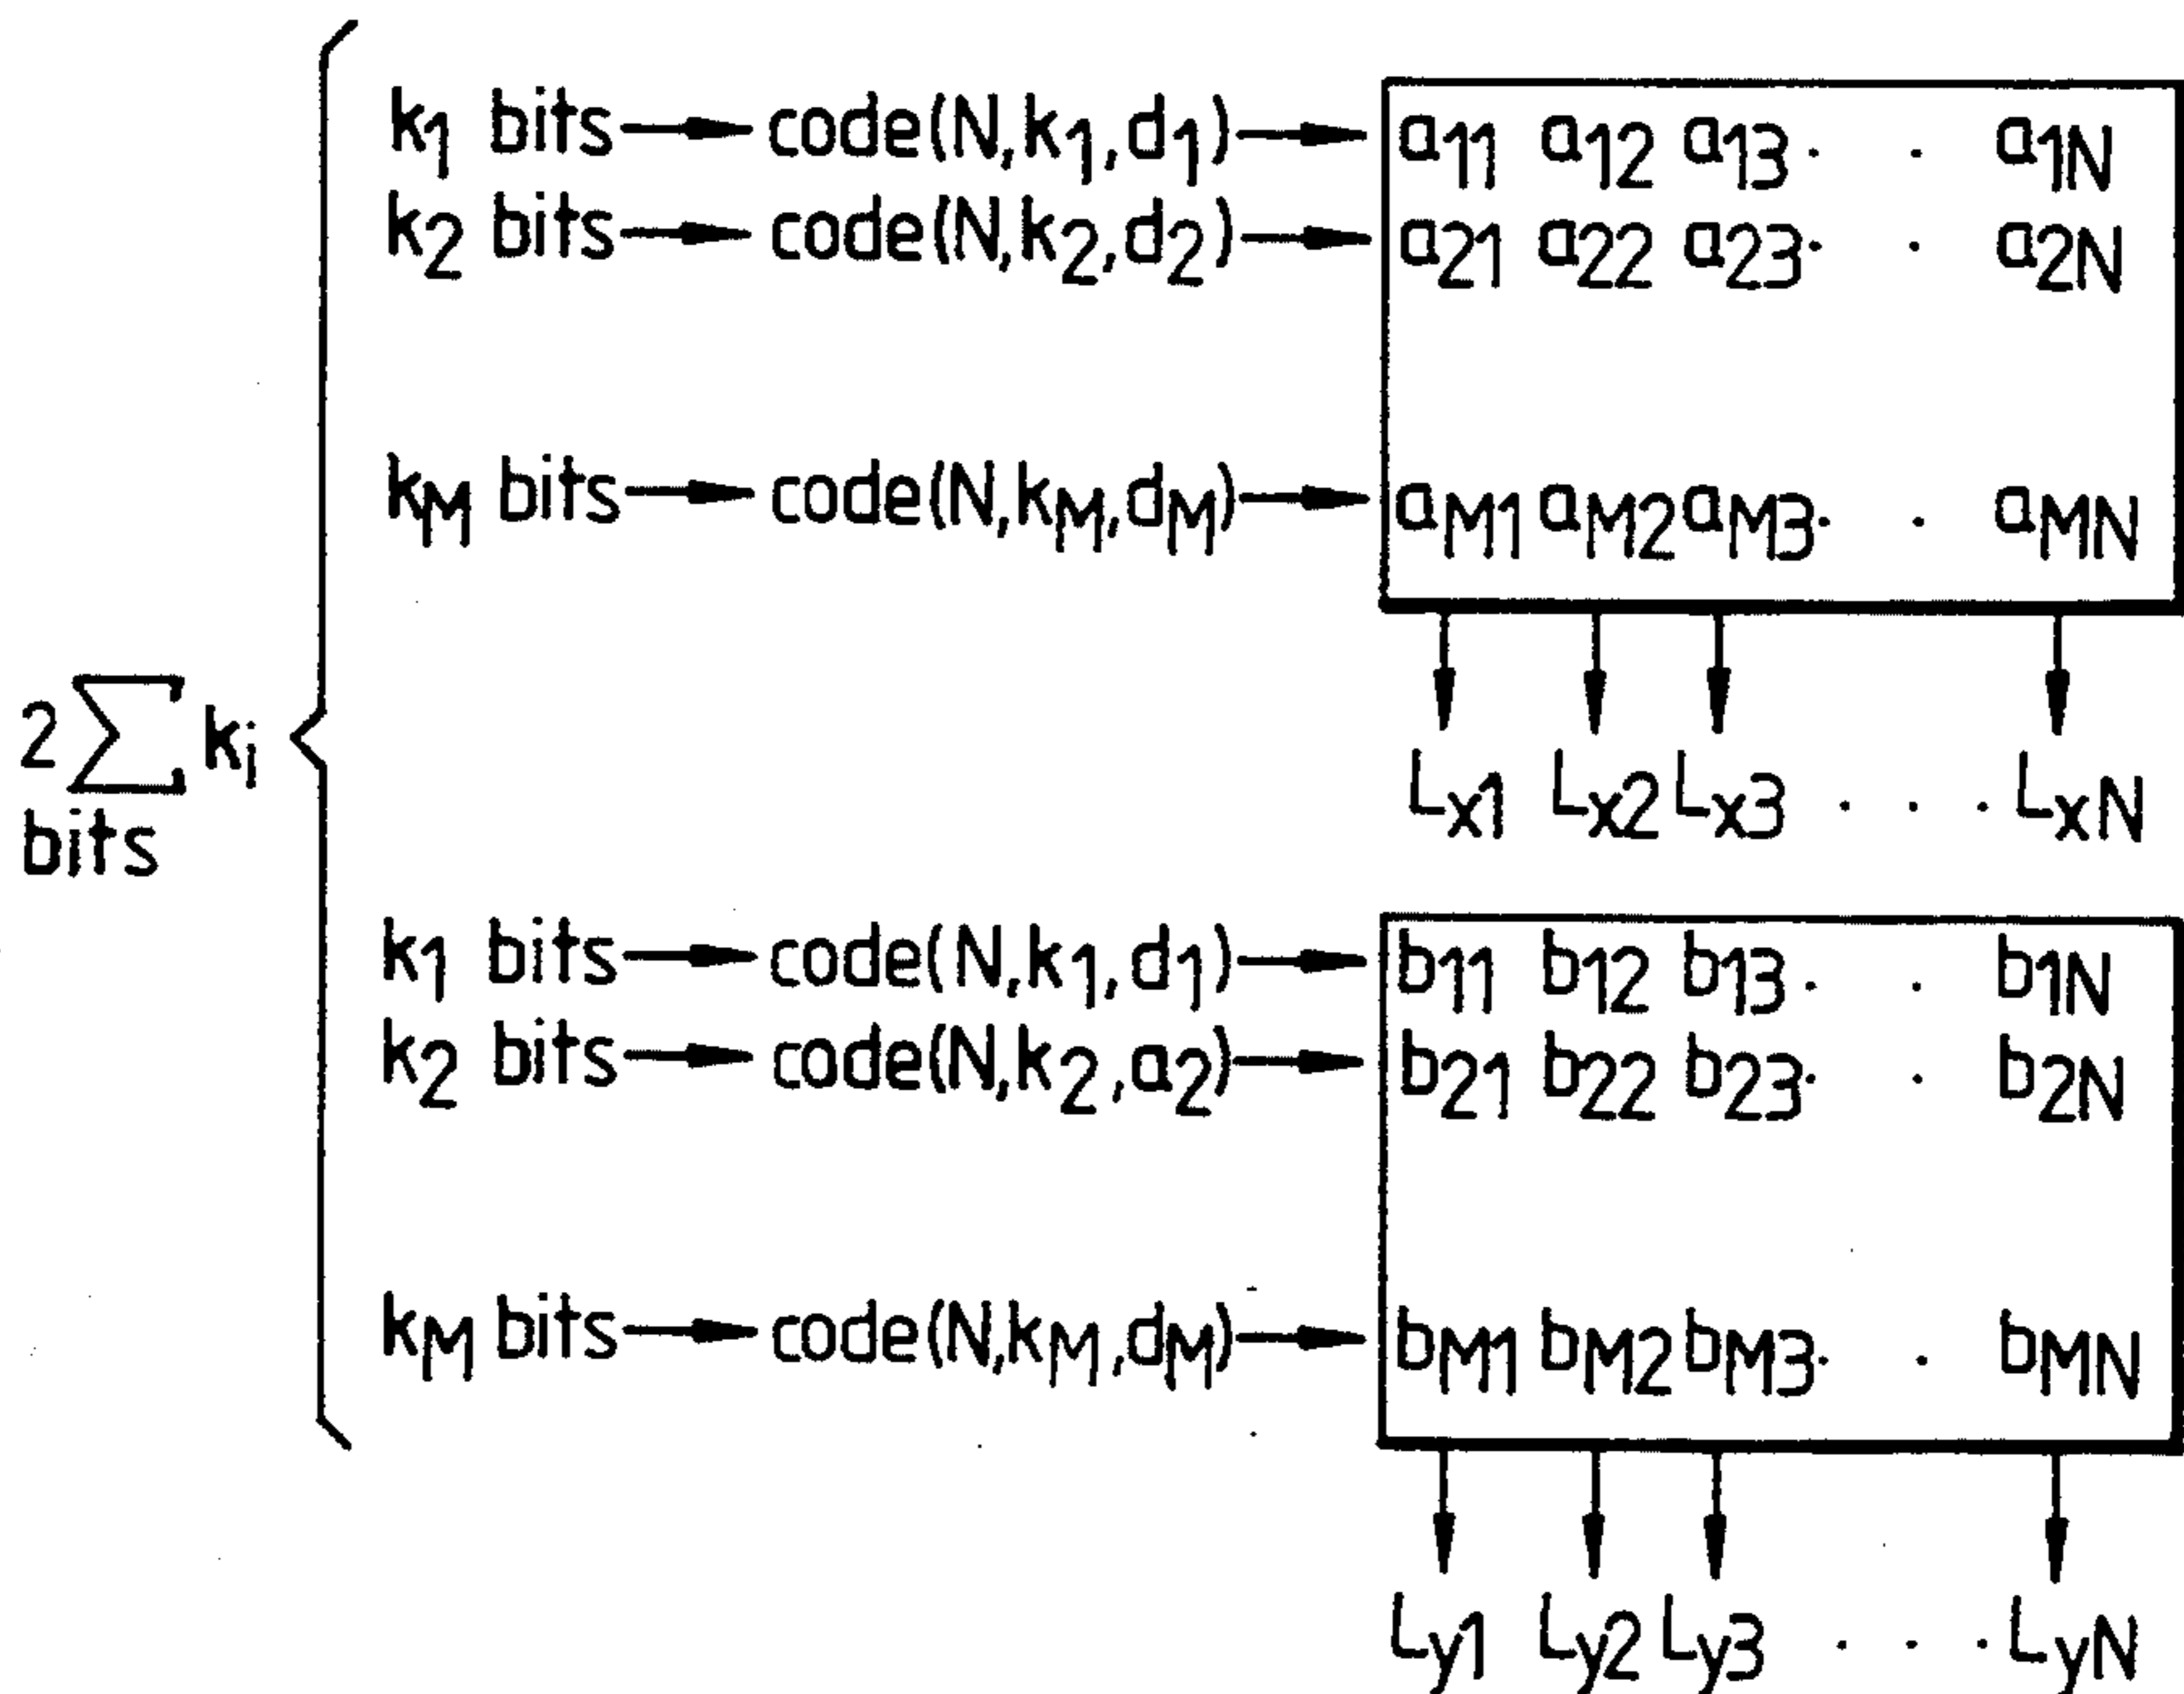 k1 bits code(N,k1,d1) a11 a12 a13. . a1N
k2 bits code(N,k2,d2) a21 a22 a23. . a2N
kM bits code(N,kM,dM) aM1 aM2 aM3. . aMN
2∑ki
bits
Lx1 Lx2 Lx3 . . . LxN
k1 bits code(N,k1,d1) b11 b12 b13. . b1N
k2 bits code(N,k2,a2) b21 b22 b23. . b2N
kM bits code(N,kM,dM) bM1 bM2 bM3. . bMN
Ly1 Ly2 Ly3 . . . LyN